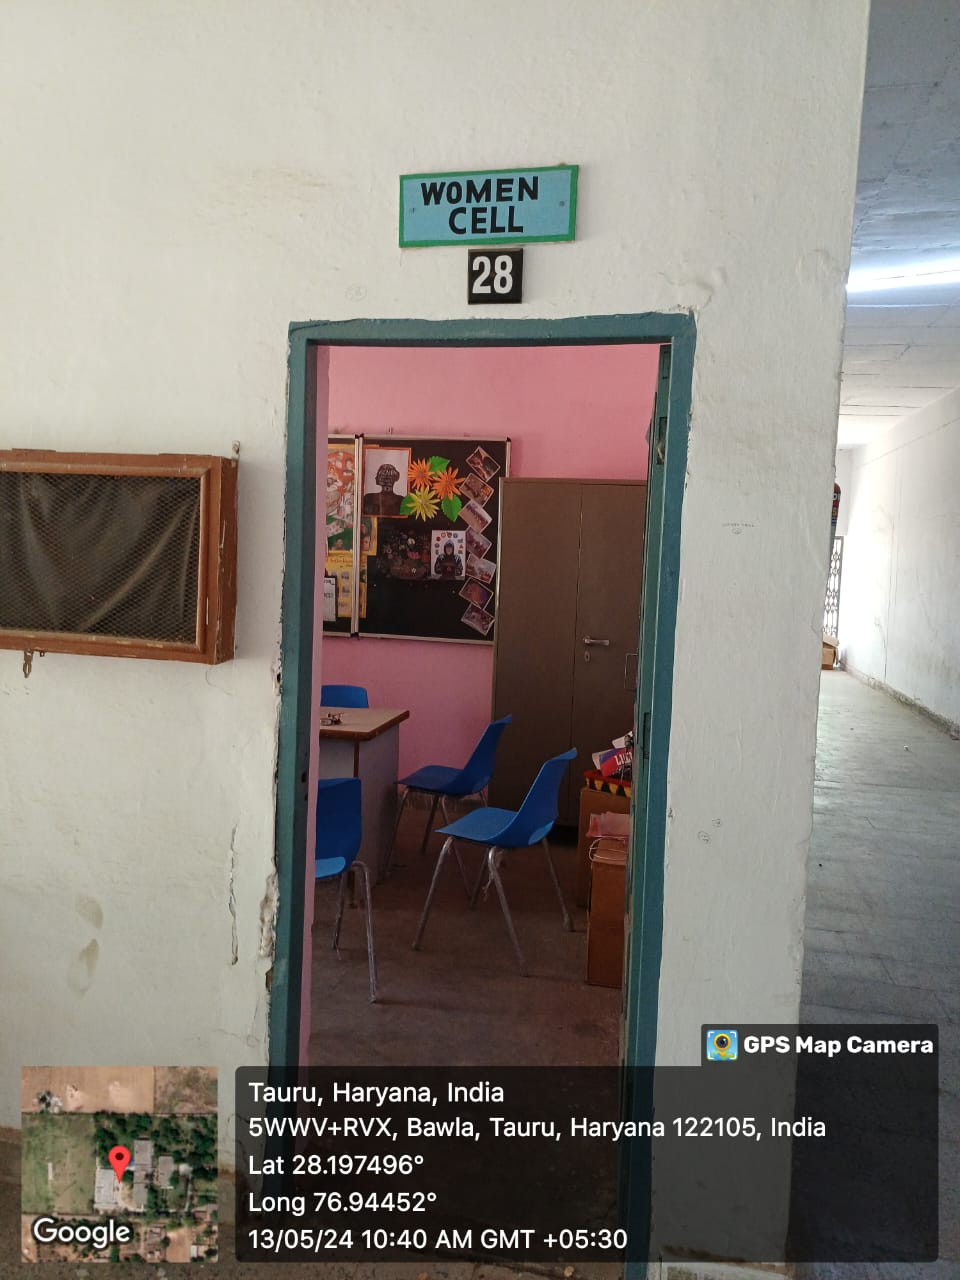 WOMEN
CELL
28
GPS Map Camera
Tauru, Haryana, India
5WWV+RVX, Bawla, Tauru, Haryana 122105, India
Lat 28.197496°
Long 76.94452°
13/05/24 10:40 AM GMT +05:30
Google